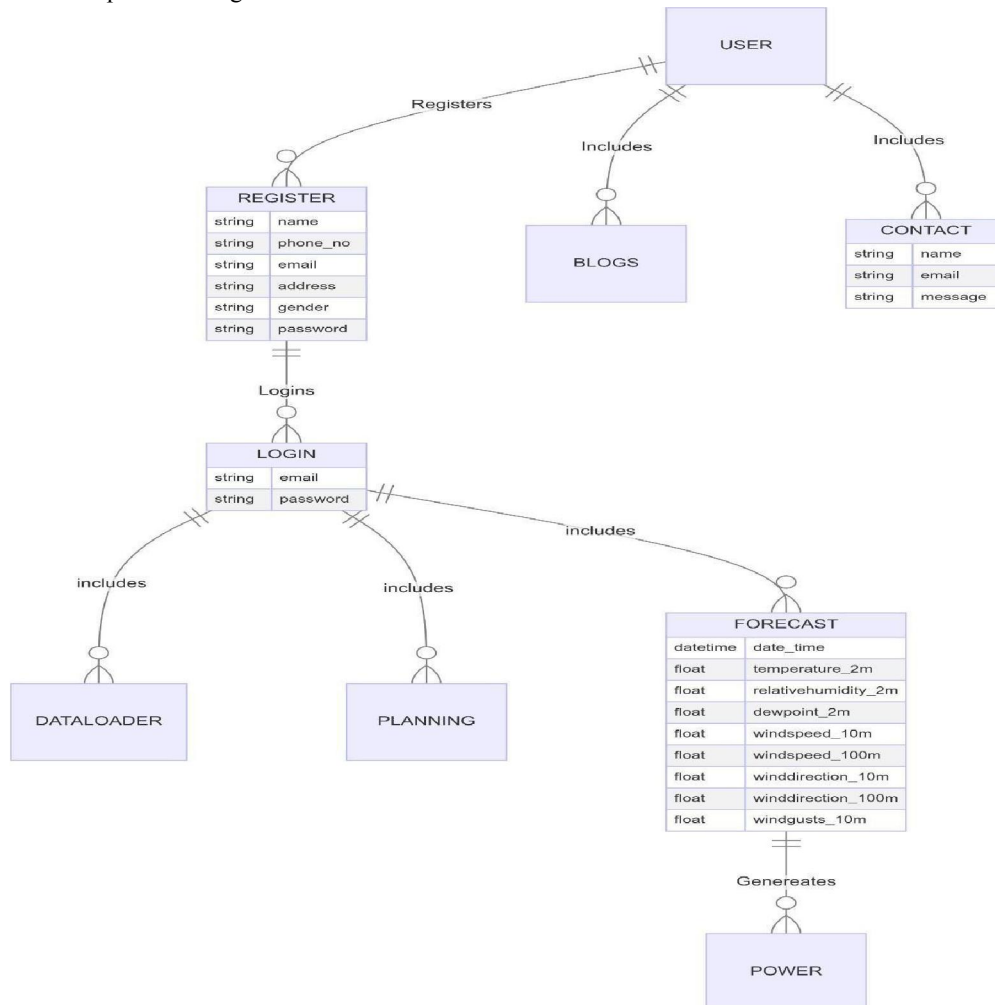 USER
Registers
Includes
Includes
REGISTER
string name
string phone_no
string email
string address
string gender
string password
BLOGS
CONTACT
string name
string email
string message
Logins
LOGIN
string email
string password
includes
includes
includes
DATALOADER
PLANNING
FORECAST
datetime date_time
float temperature_2m
float relativehumidity_2m
float dewpoint_2m
float windspeed_10m
float windspeed_100m
float winddirection_10m
float winddirection_100m
float windgusts_10m
Genereates
POWER